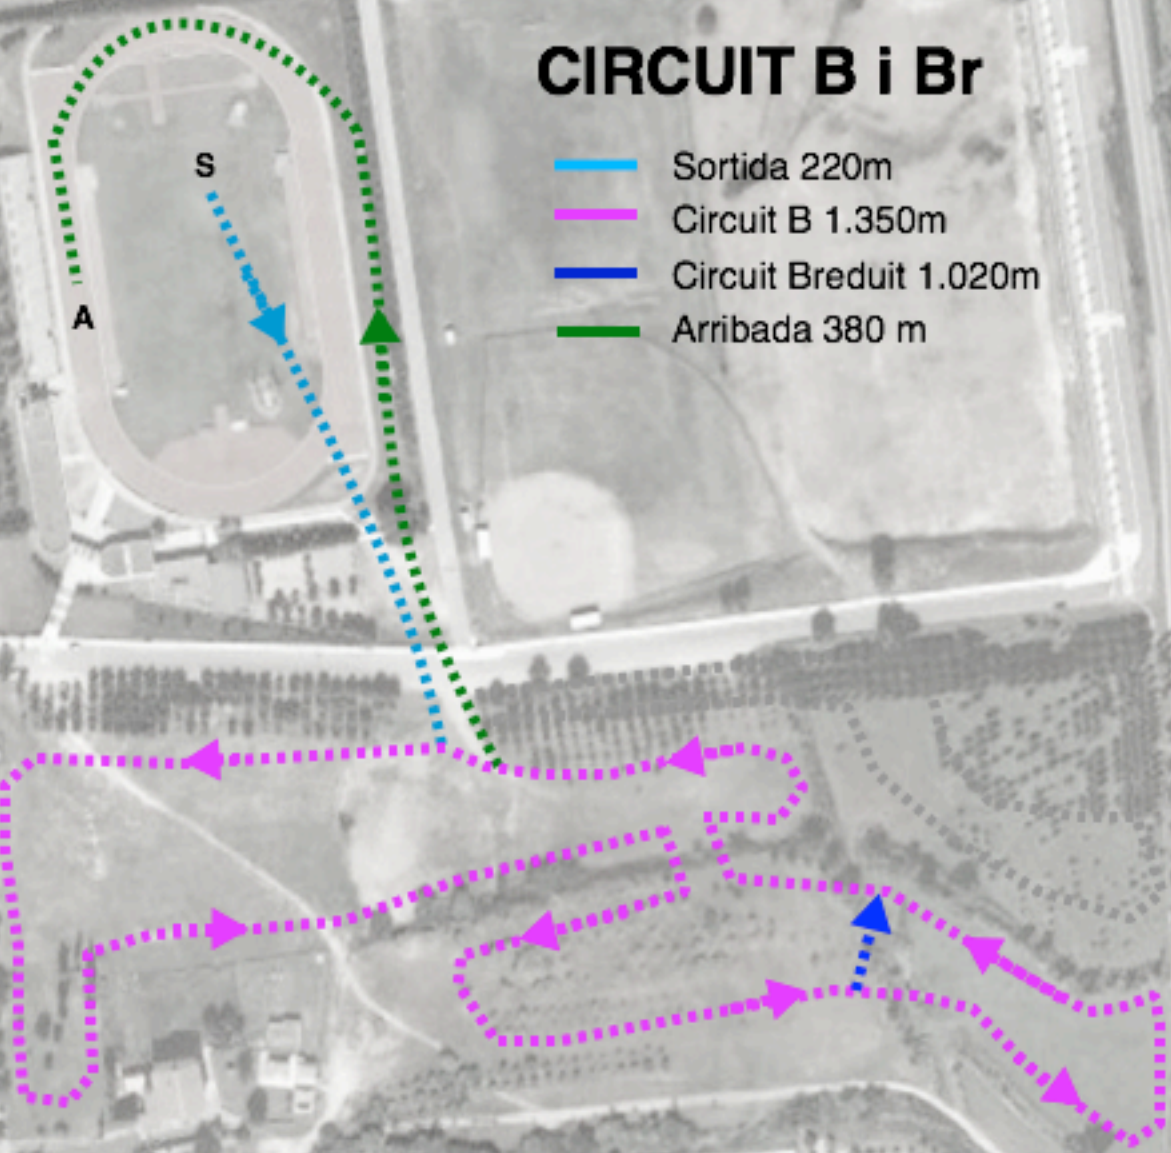 CIRCUIT B i Br
Sortida 220m
Circuit B 1.350m
Circuit Breduit 1.020m
Arribada 380 m
S
A